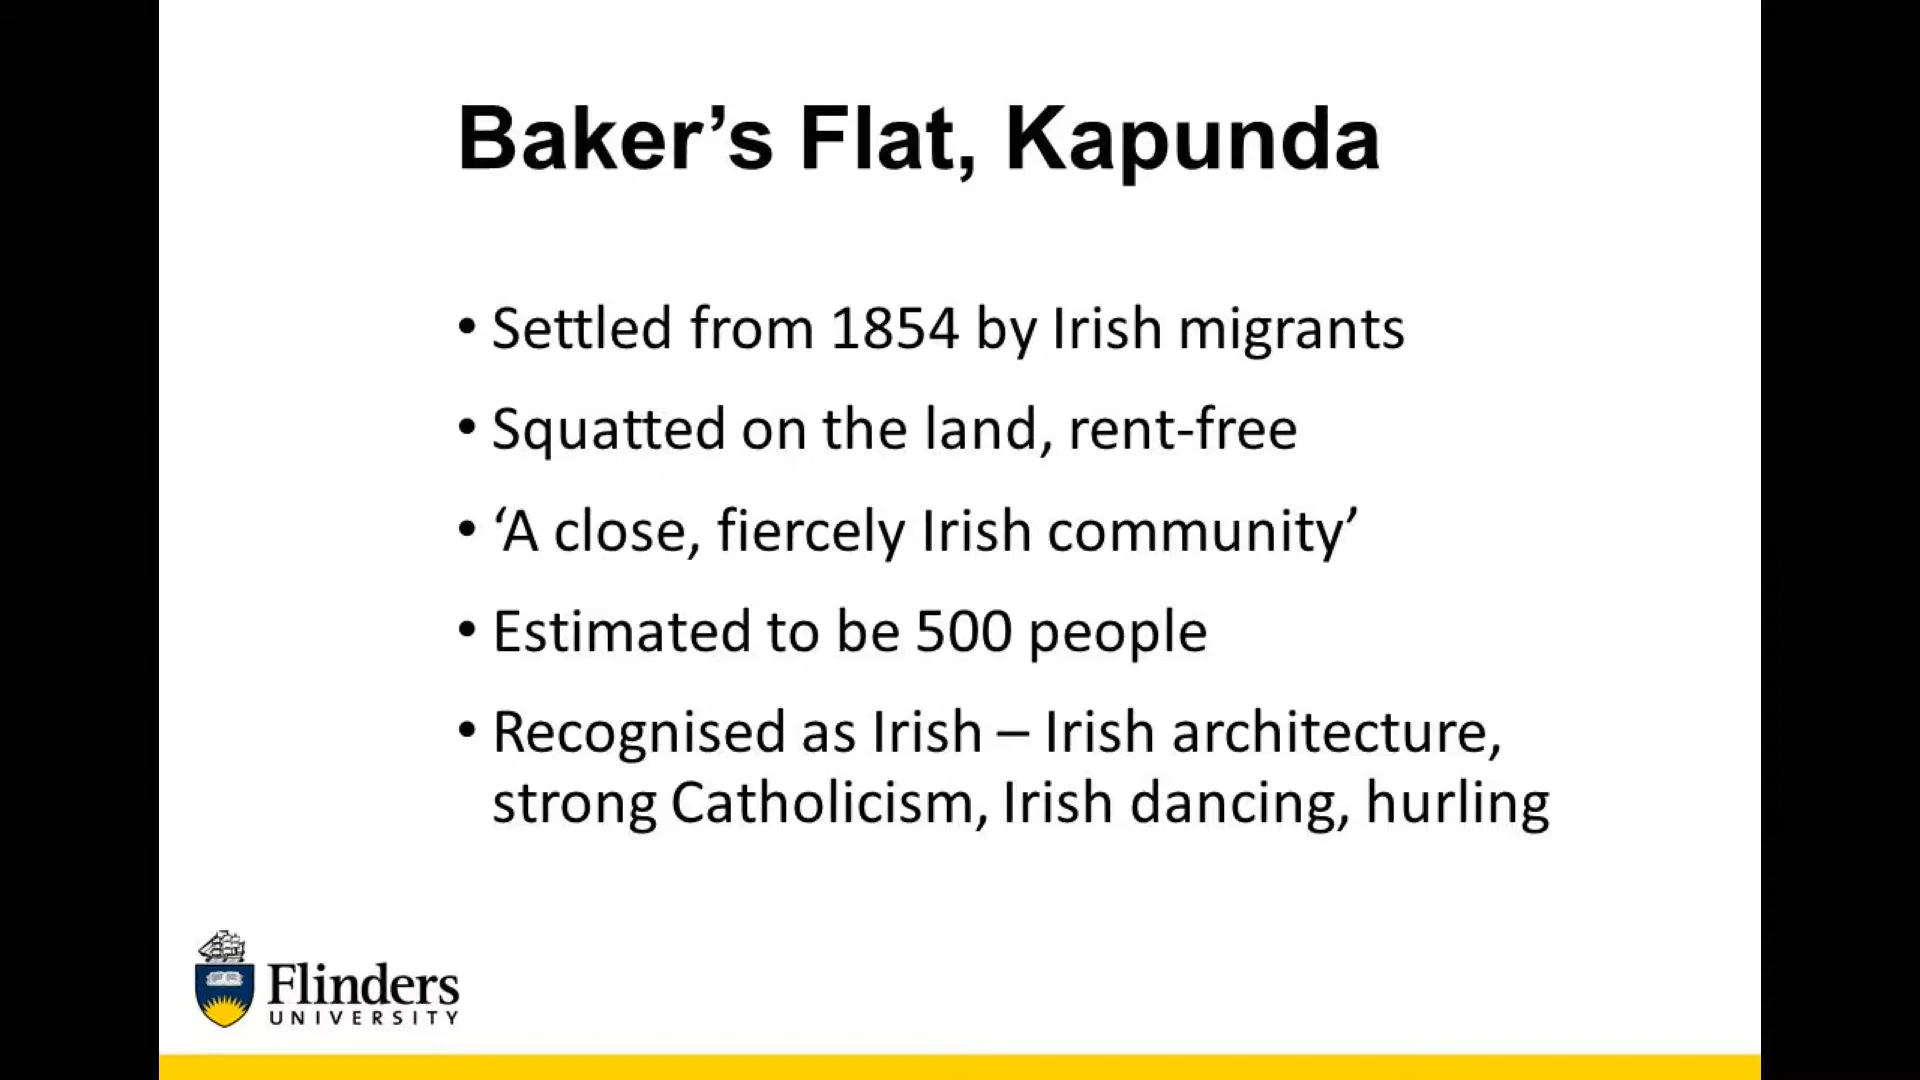 Baker’s Flat, Kapunda
• Settled from 1854 by Irish migrants
• Squatted on the land, rent-free
• ‘A close, fiercely Irish community’
• Estimated to be 500 people
• Recognised as Irish – Irish architecture,
strong Catholicism, Irish dancing, hurling
Flinders
UNIVERSITY